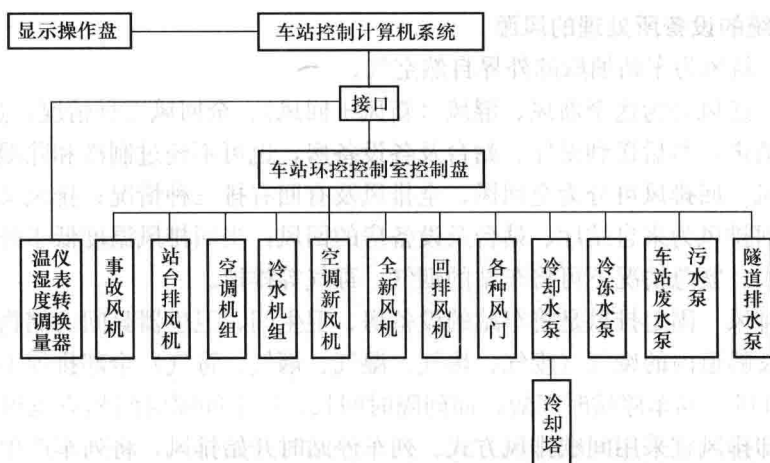 显示操作盘
车站控制计算机系统
接口
车站环控控制室控制盘
温湿度调量
仪表转换器
事故风机
站台排风机
空调机组
冷水机组
空调新风机
全新风机
回排风机
各种风门
冷却水泵
冷冻水泵
车站废水泵
污水泵
隧道排水泵
冷却塔